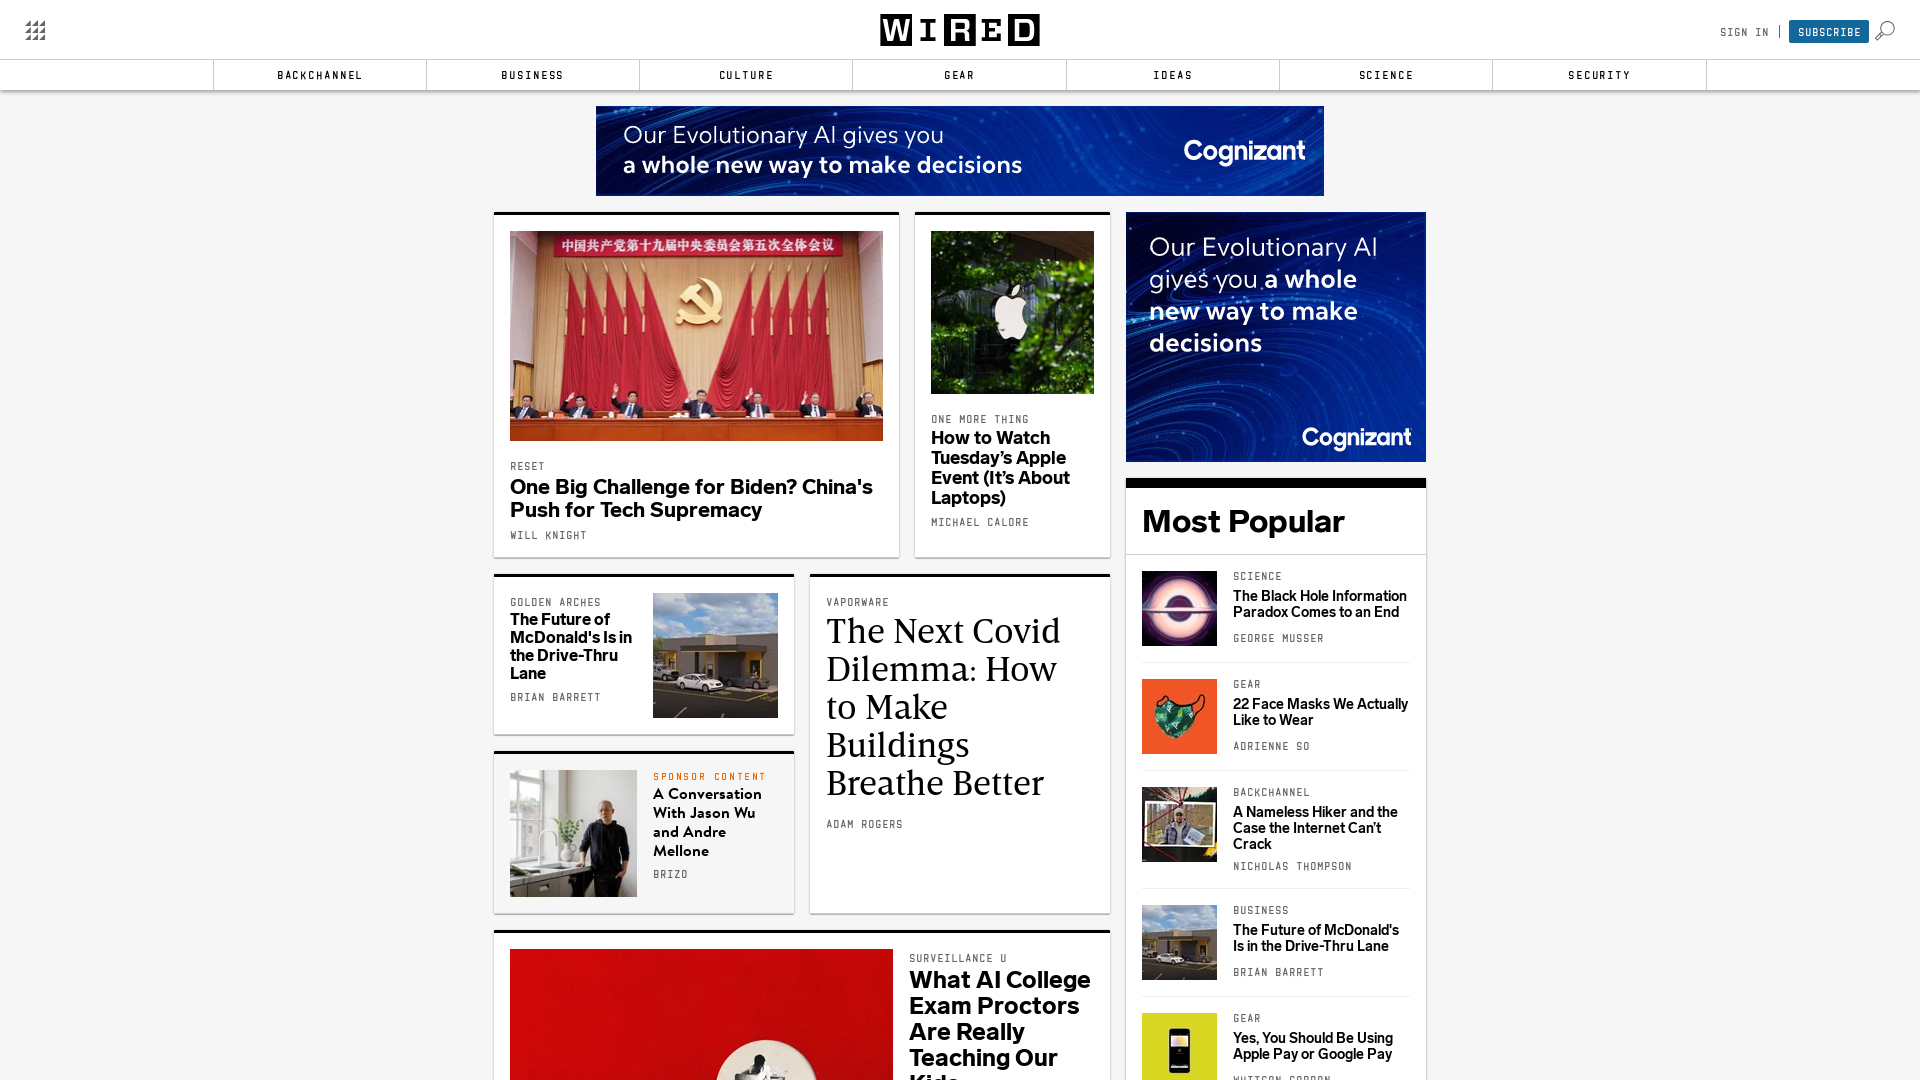 WIRED
SIGN IN
SUBSCRIBE
BACKCHANNEL
BUSINESS
CULTURE
GEAR
IDEAS
SCIENCE
SECURITY
Our Evolutionary AI gives you
a whole new way to make decisions
Cognizant
中国共产党第十九届中央委员会第五次全体会议
RESET
One Big Challenge for Biden? China's
Push for Tech Supremacy
WILL KNIGHT
ONE MORE THING
How to Watch
Tuesday’s Apple
Event (It’s About
Laptops)
MICHAEL CALORE
Our Evolutionary AI
gives you a whole
new way to make
decisions
Cognizant
GOLDEN ARCHES
The Future of
McDonald's Is in
the Drive-Thru
Lane
BRIAN BARRETT
VAPORWARE
The Next Covid
Dilemma: How
to Make
Buildings
Breathe Better
ADAM ROGERS
SPONSOR CONTENT
A Conversation
With Jason Wu
and Andre
Mellone
BRIZO
SURVEILLANCE U
What AI College
Exam Proctors
Are Really
Teaching Our
Kids
Most Popular
SCIENCE
The Black Hole Information
Paradox Comes to an End
GEORGE MUSSER
GEAR
22 Face Masks We Actually
Like to Wear
ADRIENNE SO
BACKCHANNEL
A Nameless Hiker and the
Case the Internet Can’t
Crack
NICHOLAS THOMPSON
BUSINESS
The Future of McDonald's
Is in the Drive-Thru Lane
BRIAN BARRETT
GEAR
Yes, You Should Be Using
Apple Pay or Google Pay
WHITSON GORDON